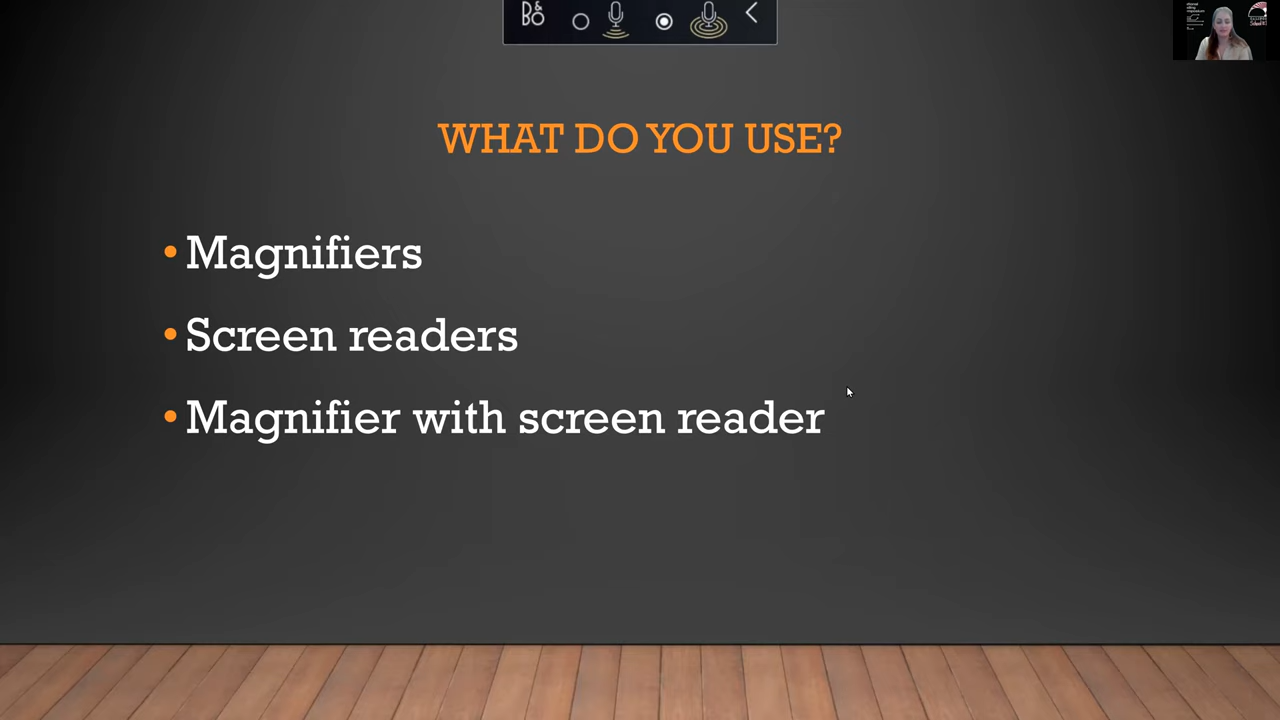 B&O
WHAT DO YOU USE?
• Magnifiers
• Screen readers
• Magnifier with screen reader